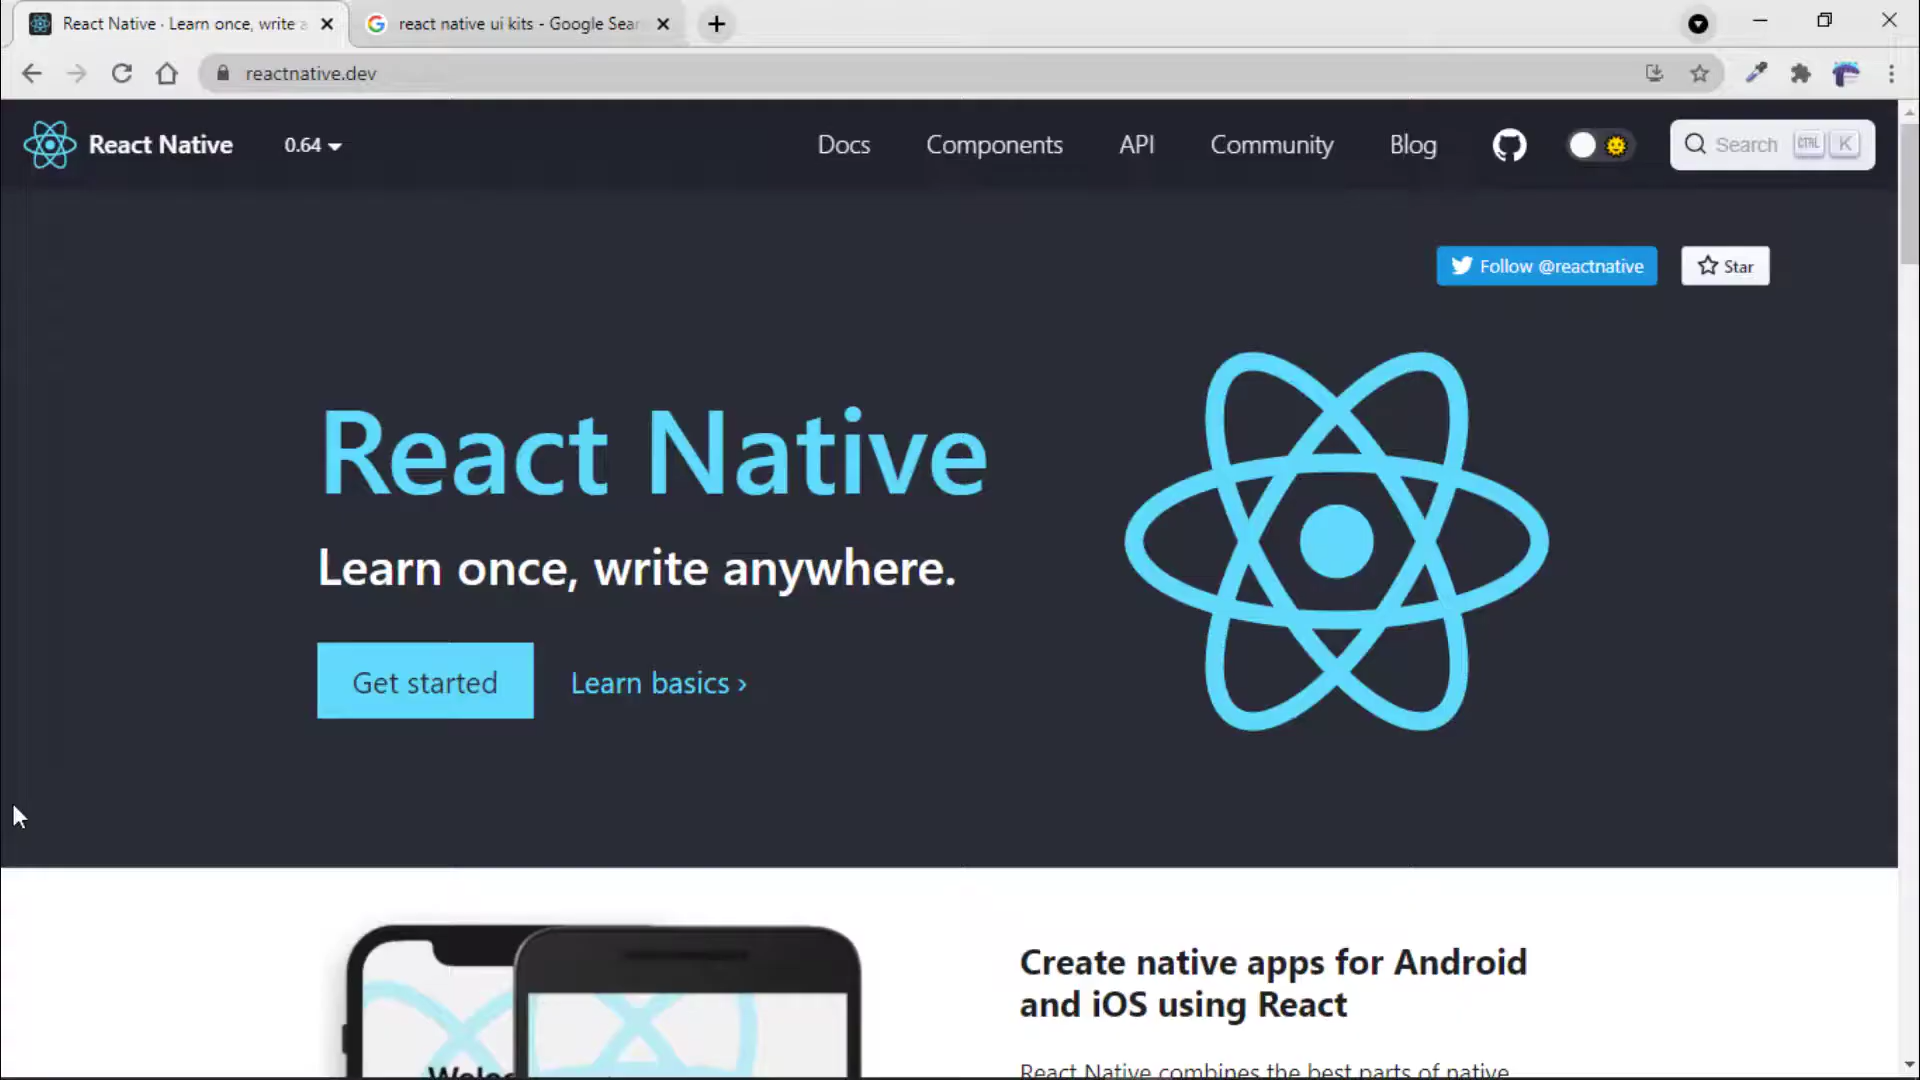 React Native · Learn once, write a
react native ui kits - Google Sear
reactnative.dev
React Native
0.64
Docs
Components
API
Community
Blog
Search
CTRL
K
Follow @reactnative
Star
React Native
Learn once, write anywhere.
Get started
Learn basics ›
Create native apps for Android
and iOS using React
React Native combines the best parts of native